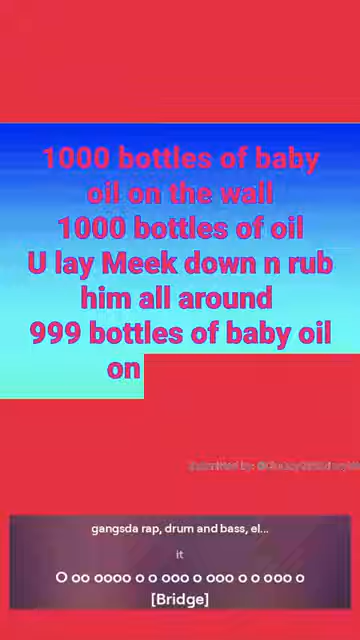 1000 bottles of baby
oil on the wall
1000 bottles of oil
U lay Meek down n rub
him all around
999 bottles of baby oil
on
gangsda rap, drum and bass, el...
it
O oo oooo o o ooo o ooo o o ooo o
[Bridge]